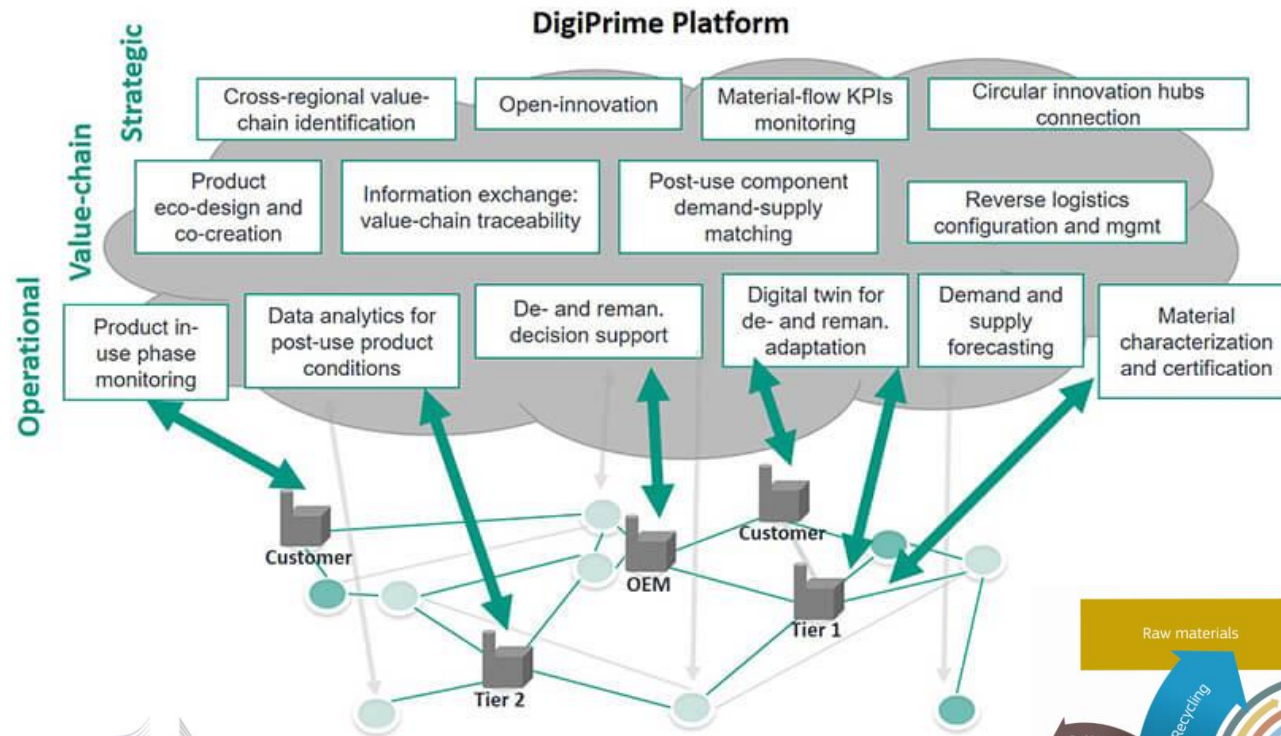 DigiPrime Platform
Strategic
Cross-regional value-
chain identification
Open-innovation
Material-flow KPIs
monitoring
Circular innovation hubs
connection
Value-chain
Product
eco-design and
co-creation
Information exchange:
value-chain traceability
Post-use component
demand-supply
matching
Reverse logistics
configuration and mgmt
Operational
Product in-
use phase
monitoring
Data analytics for
post-use product
conditions
De- and reman.
decision support
Digital twin for
de- and reman.
adaptation
Demand and
supply
forecasting
Material
characterization
and certification
Customer
Customer
OEM
Tier 1
Tier 2
Raw materials
Recycling